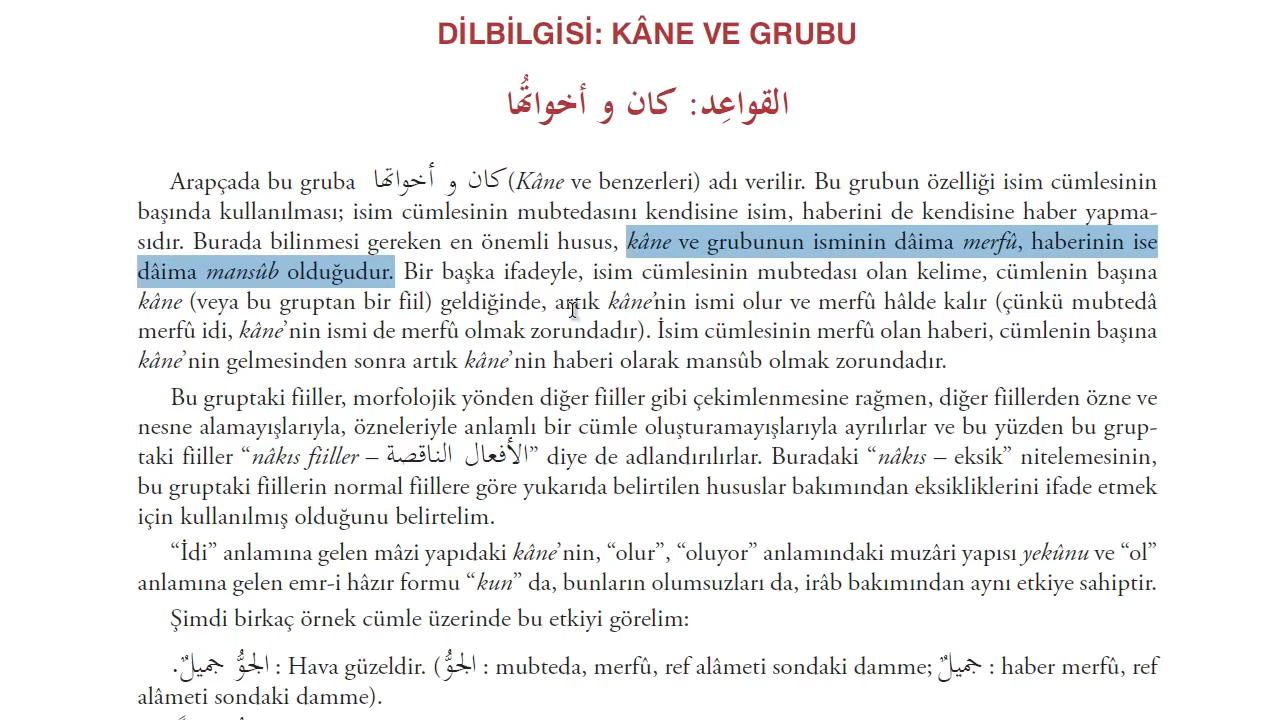 DİLBİLGİSİ: KÂNE VE GRUBU
القواعِد: كان و أخواتُها
Arapçada bu gruba كان و أخواتها (Kâne ve benzerleri) adı verilir. Bu grubun özelliği isim cümlesinin
başında kullanılması; isim cümlesinin mubtedasını kendisine isim, haberini de kendisine haber yapma-
sıdır. Burada bilinmesi gereken en önemli husus, kâne ve grubunun isminin dâima merfû, haberinin ise
dâima mansûb olduğudur. Bir başka ifadeyle, isim cümlesinin mubtedası olan kelime, cümlenin başına
kâne (veya bu gruptan bir fiil) geldiğinde, artık kâne’nin ismi olur ve merfû hâlde kalır (çünkü mubtedâ
merfû idi, kâne’nin ismi de merfû olmak zorundadır). İsim cümlesinin merfû olan haberi, cümlenin başına
kâne’nin gelmesinden sonra artık kâne’nin haberi olarak mansûb olmak zorundadır.
Bu gruptaki fiiller, morfolojik yönden diğer fiiller gibi çekimlenmesine rağmen, diğer fiillerden özne ve
nesne alamayışlarıyla, özneleriyle anlamlı bir cümle oluşturamayışlarıyla ayrılırlar ve bu yüzden bu grup-
taki fiiller “nâkıs fiiller – الأفعال الناقصة” diye de adlandırılırlar. Buradaki “nâkıs – eksik” nitelemesinin,
bu gruptaki fiillerin normal fiillere göre yukarıda belirtilen hususlar bakımından eksikliklerini ifade etmek
için kullanılmış olduğunu belirtelim.
“İdi” anlamına gelen mâzi yapıdaki kâne’nin, “olur”, “oluyor” anlamındaki muzâri yapısı yekûnu ve “ol”
anlamına gelen emr-i hâzır formu “kun” da, bunların olumsuzları da, irâb bakımından aynı etkiye sahiptir.
Şimdi birkaç örnek cümle üzerinde bu etkiyi görelim:
الجَوُّ جميلٌ. : Hava güzeldir. (الجَوُّ : mubteda, merfû, ref alâmeti sondaki damme; جميلٌ : haber merfû, ref
alâmeti sondaki damme).